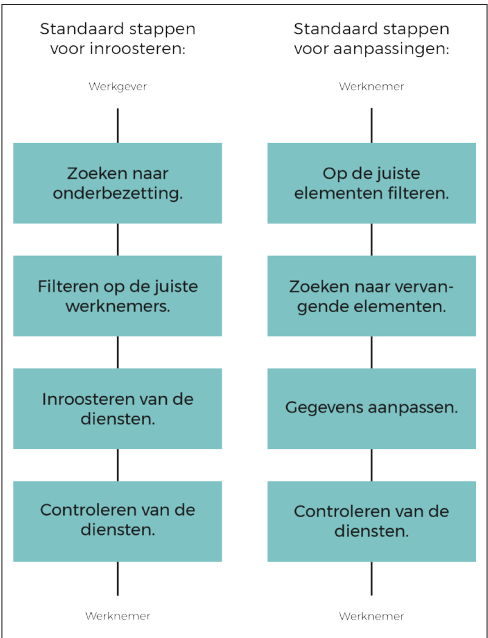 Standaard stappen
voor inroosteren:
Werkgever
Zoeken naar
onderbezetting.
Filteren op de juiste
werknemers.
Inroosteren van de
diensten.
Controleren van de
diensten.
Werknemer
Standaard stappen
voor aanpassingen:
Werknemer
Op de juiste
elementen filteren.
Zoeken naar vervan-
gende elementen.
Gegevens aanpassen.
Controleren van de
diensten.
Werknemer